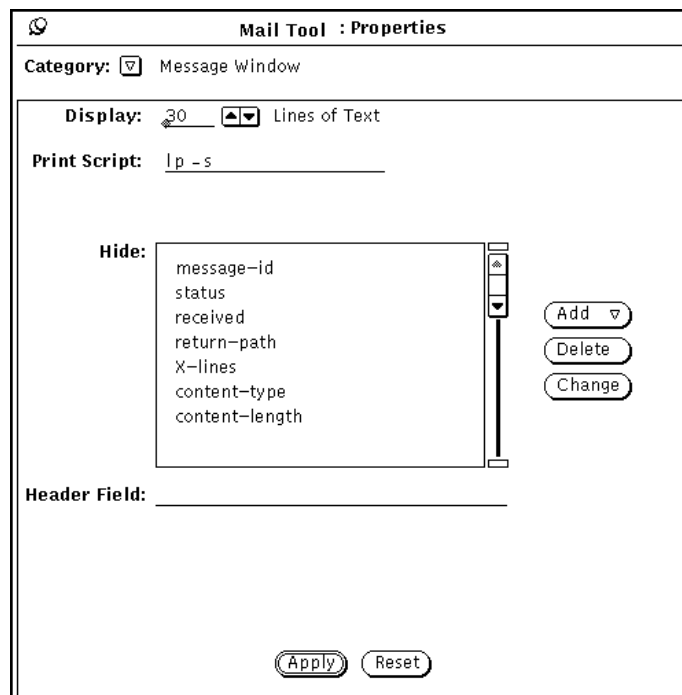 Mail Tool : Properties
Category: Message Window
Display: 30 Lines of Text
Print Script: lp -s
Hide:
message-id
status
received
return-path
X-lines
content-type
content-length
Add
Delete
Change
Header Field:
Apply Reset